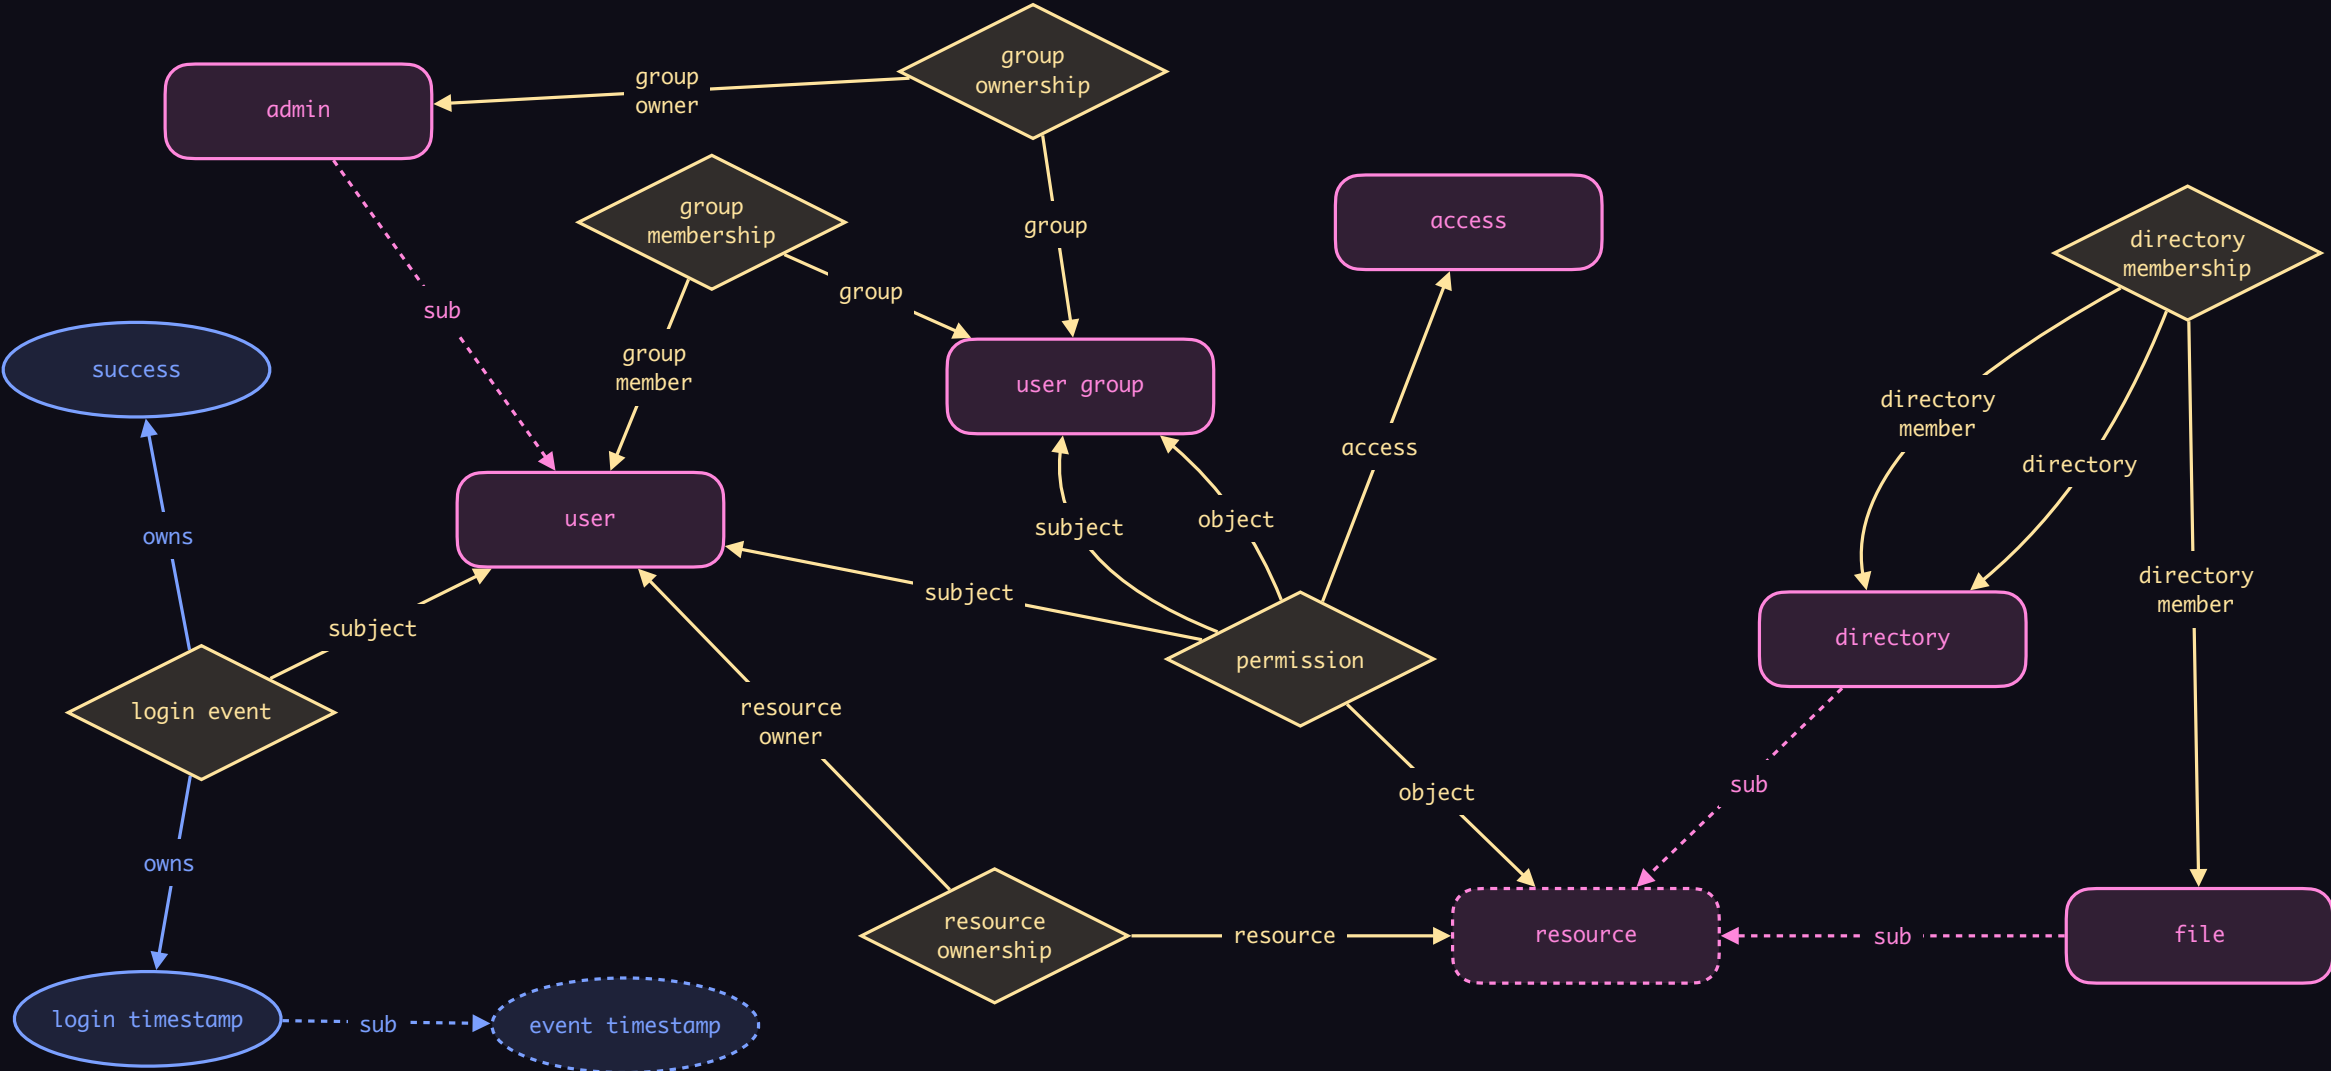 group
ownership
group
owner
admin
group
membership
group
access
directory
membership
group
sub
group
member
success
user group
directory
member
access
directory
user
subject
object
owns
directory
member
subject
subject
directory
permission
login event
resource
owner
sub
object
owns
resource
ownership
resource
resource
sub
file
login timestamp
sub
event timestamp